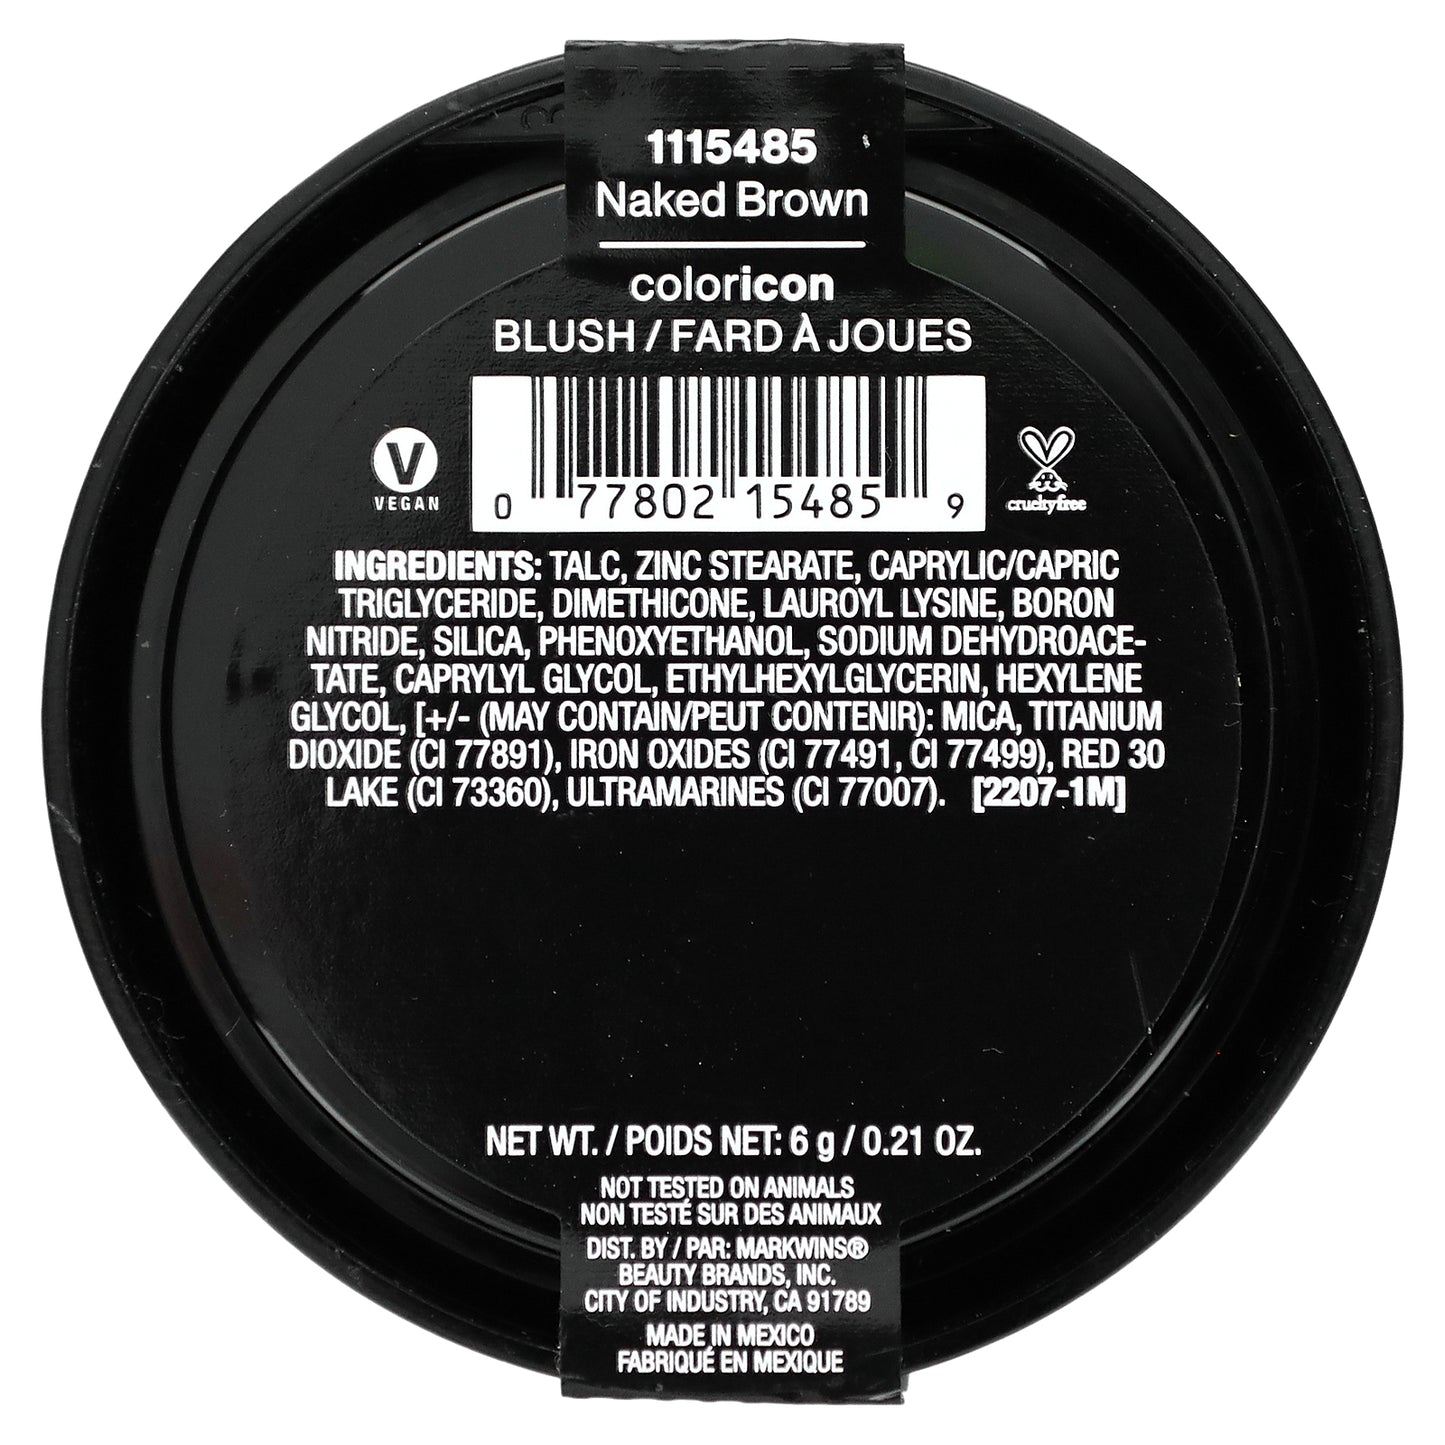 1115485
Naked Brown
coloricon
BLUSH / FARD À JOUES
V
VEGAN
0 77802 15485 9
crueltyfree
INGREDIENTS: TALC, ZINC STEARATE, CAPRYLIC/CAPRIC
TRIGLYCERIDE, DIMETHICONE, LAUROYL LYSINE, BORON
NITRIDE, SILICA, PHENOXYETHANOL, SODIUM DEHYDROACE-
TATE, CAPRYLYL GLYCOL, ETHYLHEXYLGLYCERIN, HEXYLENE
GLYCOL, [+/- (MAY CONTAIN/PEUT CONTENIR): MICA, TITANIUM
DIOXIDE (CI 77891), IRON OXIDES (CI 77491, CI 77499), RED 30
LAKE (CI 73360), ULTRAMARINES (CI 77007). [2207-1M]
NET WT. / POIDS NET: 6 g / 0.21 OZ.
NOT TESTED ON ANIMALS
NON TESTÉ SUR DES ANIMAUX
DIST. BY / PAR: MARKWINS®
BEAUTY BRANDS, INC.
CITY OF INDUSTRY, CA 91789
MADE IN MEXICO
FABRIQUÉ EN MEXIQUE